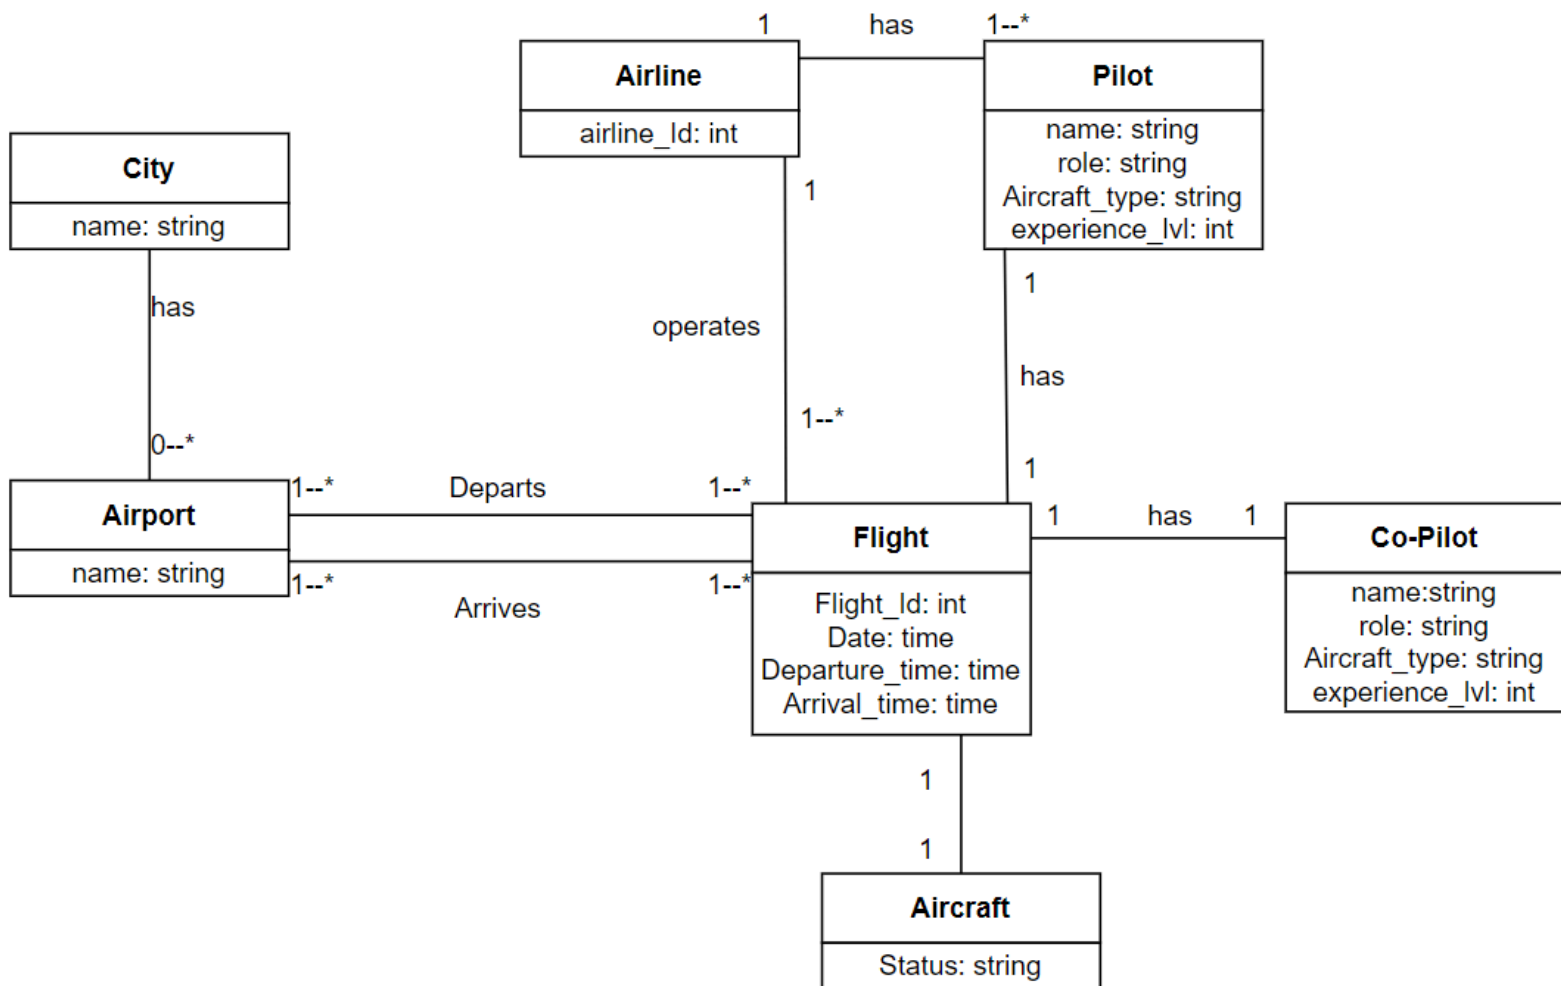 1 has 1--*
Airline
airline_Id: int
Pilot
name: string
role: string
Aircraft_type: string
experience_lvl: int
City
name: string
has
0--*
1
operates
1--*
1
has
1
Airport
name: string
1--* Departs 1--*
1--* Arrives 1--*
Flight
Flight_Id: int
Date: time
Departure_time: time
Arrival_time: time
1 has 1
Co-Pilot
name:string
role: string
Aircraft_type: string
experience_lvl: int
1
1
Aircraft
Status: string